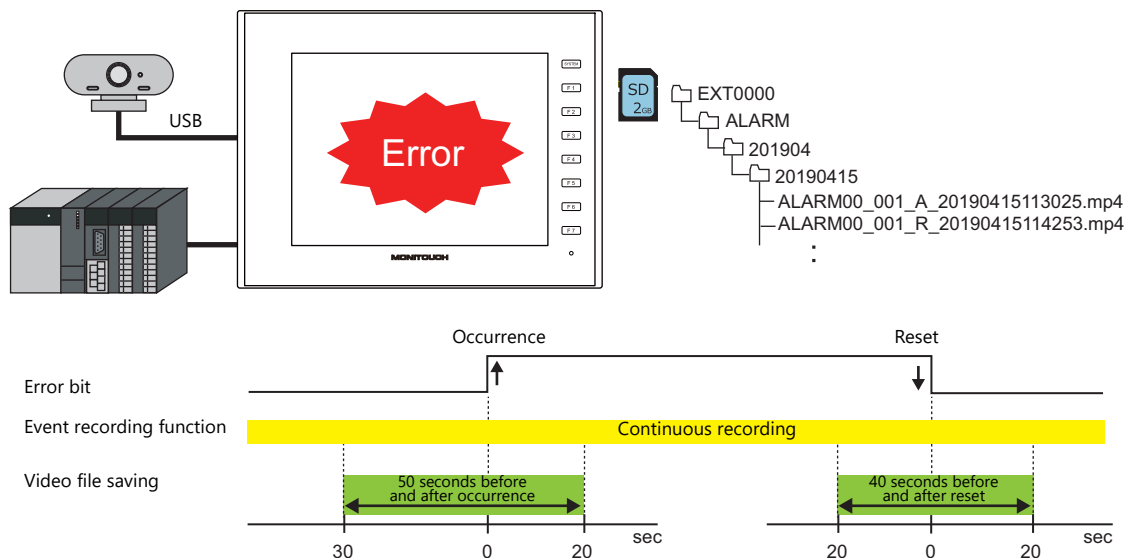 USB
SYSTEM
F1
F2
F3
F4
F5
F6
F7
Error
MONITOUCH
SD
2GB
EXT0000
ALARM
201904
20190415
ALARM00_001_A_20190415113025.mp4
ALARM00_001_R_20190415114253.mp4
:
Occurrence
Reset
Error bit
Event recording function
Continuous recording
Video file saving
50 seconds before
and after occurrence
40 seconds before
and after reset
30
0
20
sec
20
0
20
sec